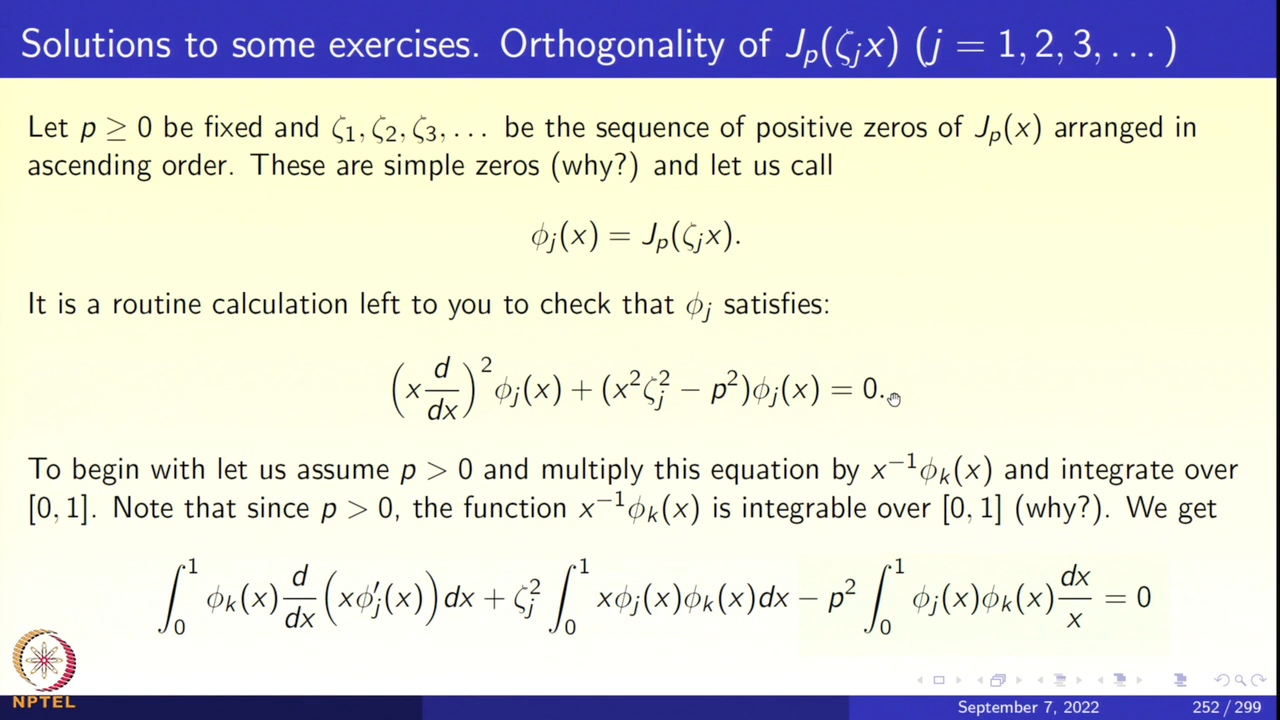 Solutions to some exercises. Orthogonality of J_p(ζ_j x) (j = 1, 2, 3, . . . )
Let p ≥ 0 be fixed and ζ_1, ζ_2, ζ_3, . . . be the sequence of positive zeros of J_p(x) arranged in
ascending order. These are simple zeros (why?) and let us call
ϕ_j(x) = J_p(ζ_j x).
It is a routine calculation left to you to check that ϕ_j satisfies:
(x d/dx)^2 ϕ_j(x) + (x^2 ζ_j^2 − p^2)ϕ_j(x) = 0.
To begin with let us assume p > 0 and multiply this equation by x^{−1}ϕ_k(x) and integrate over
[0, 1]. Note that since p > 0, the function x^{−1}ϕ_k(x) is integrable over [0, 1] (why?). We get
∫_0^1 ϕ_k(x) d/dx (xϕ′_j(x)) dx + ζ_j^2 ∫_0^1 xϕ_j(x)ϕ_k(x)dx − p^2 ∫_0^1 ϕ_j(x)ϕ_k(x) dx/x = 0
NPTEL
September 7, 2022 252 / 299